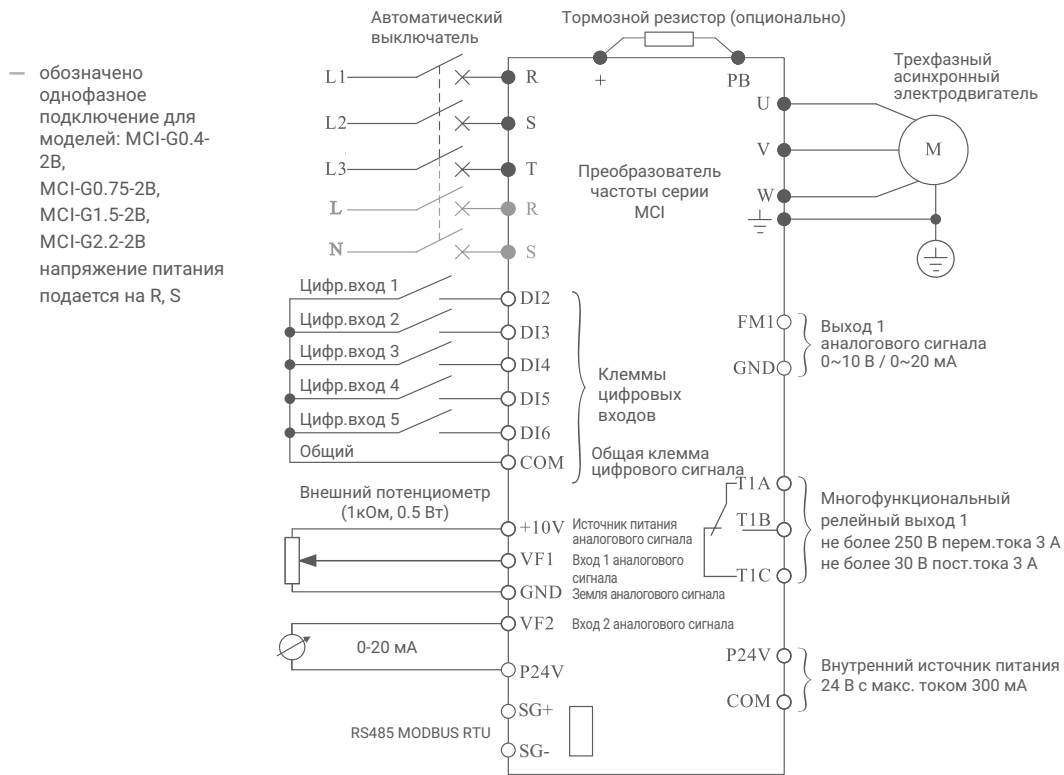 — обозначено
однофазное
подключение для
моделей: MCI-G0.4-
2B,
MCI-G0.75-2B,
MCI-G1.5-2B,
MCI-G2.2-2B
напряжение питания
подается на R, S
Автоматический
выключатель
Тормозной резистор (опционально)
+
PB
L1
R
L2
S
L3
T
L
R
N
S
Преобразователь
частоты серии
MCI
Трехфазный
асинхронный
электродвигатель
U
V
W
M
Цифр.вход 1
DI2
Цифр.вход 2
DI3
Цифр.вход 3
DI4
Цифр.вход 4
DI5
Цифр.вход 5
DI6
Общий
COM
Клеммы
цифровых
входов
Общая клемма
цифрового сигнала
Внешний потенциометр
(1кОм, 0.5 Вт)
+10V
Источник питания
аналогового сигнала
VF1
Вход 1 аналогового
сигнала
GND
Земля аналогового сигнала
VF2
Вход 2 аналогового сигнала
0-20 мА
P24V
SG+
RS485 MODBUS RTU
SG-
FM1
GND
Выход 1
аналогового сигнала
0~10 В / 0~20 мА
T1A
T1B
T1C
Многофункциональный
релейный выход 1
не более 250 В перем.тока 3 А
не более 30 В пост.тока 3 А
P24V
COM
Внутренний источник питания
24 В с макс. током 300 мА